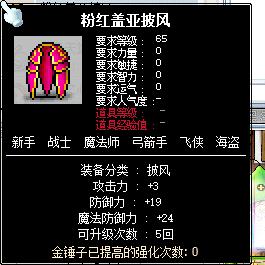 粉红盖亚披风
要求等级： 65
要求力量： 0
要求敏捷： 0
要求智力： 0
要求运气： 0
要求人气度： -
道具等级： -
道具经验值： -
新手 战士 魔法师 弓箭手 飞侠 海盗
装备分类 : 披风
攻击力 : +3
防御力 : +19
魔法防御力 : +24
可升级次数 : 5回
金锤子已提高的强化次数: 0